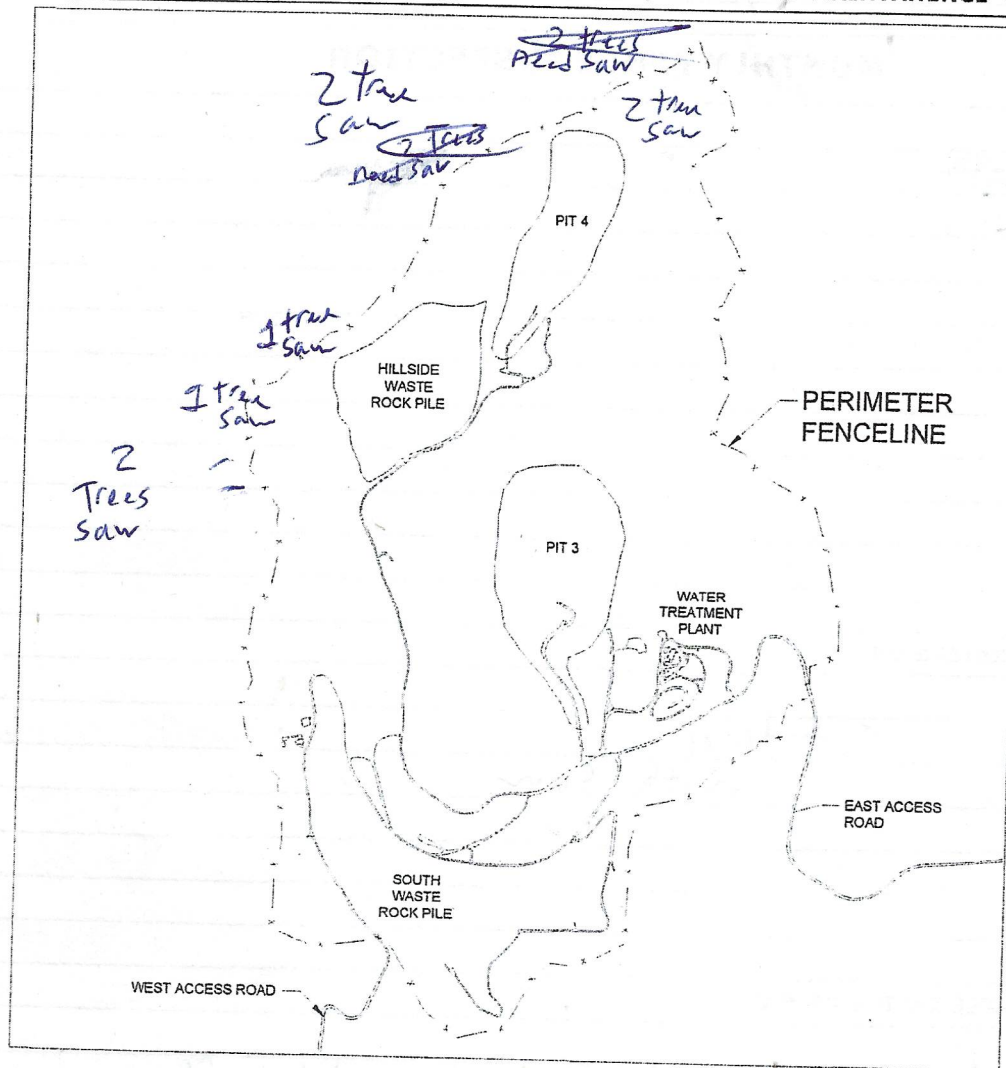 2 trees
Need Saw
2 tree
saw
2 tree
saw
2 Trees
need saw
PIT 4
1 tree
saw
HILLSIDE
WASTE
ROCK PILE
1 tree
saw
PERIMETER
FENCELINE
2
Trees
saw
PIT 3
WATER
TREATMENT
PLANT
EAST ACCESS
ROAD
SOUTH
WASTE
ROCK PILE
WEST ACCESS ROAD